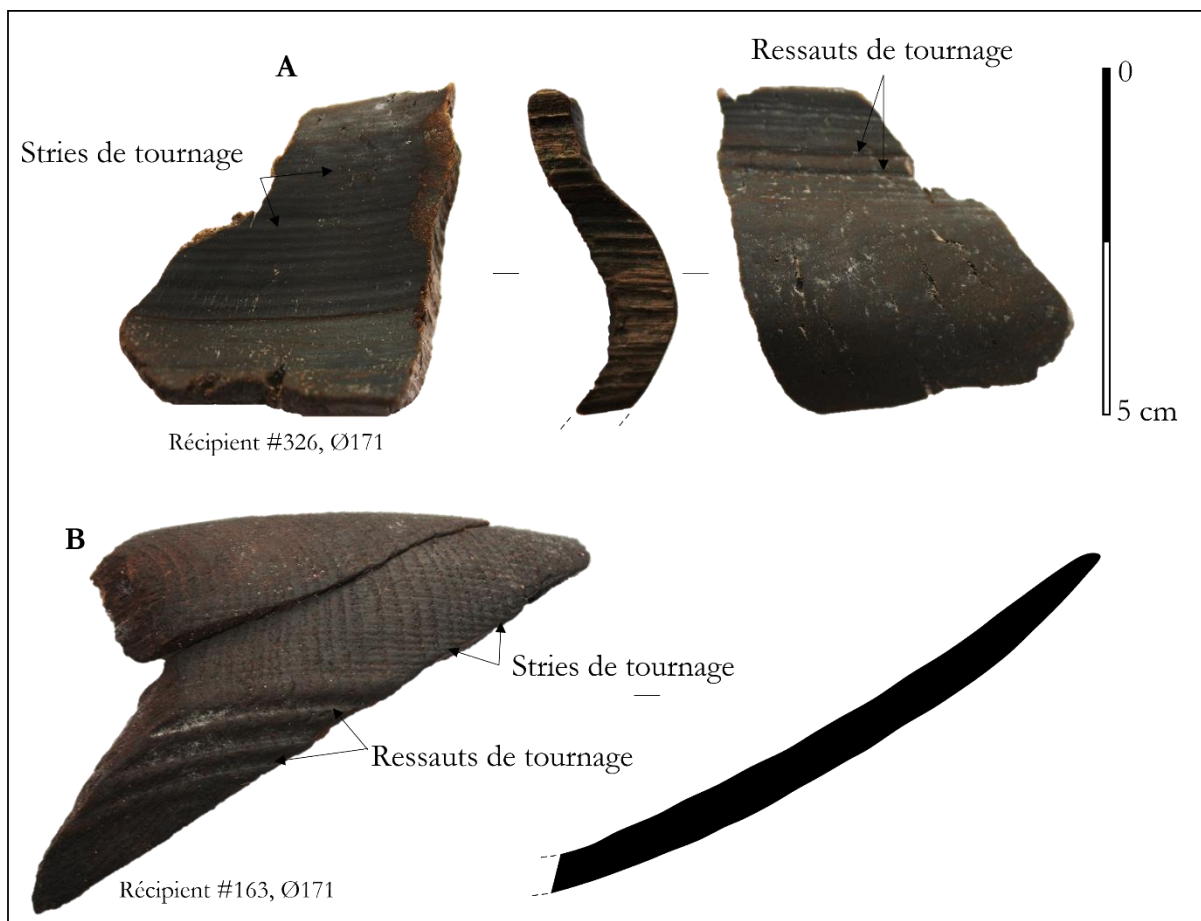 Ressauts de tournage
A
0
Stries de tournage
5 cm
Récipient #326, Ø171
B
Stries de tournage
Ressauts de tournage
Récipient #163, Ø171